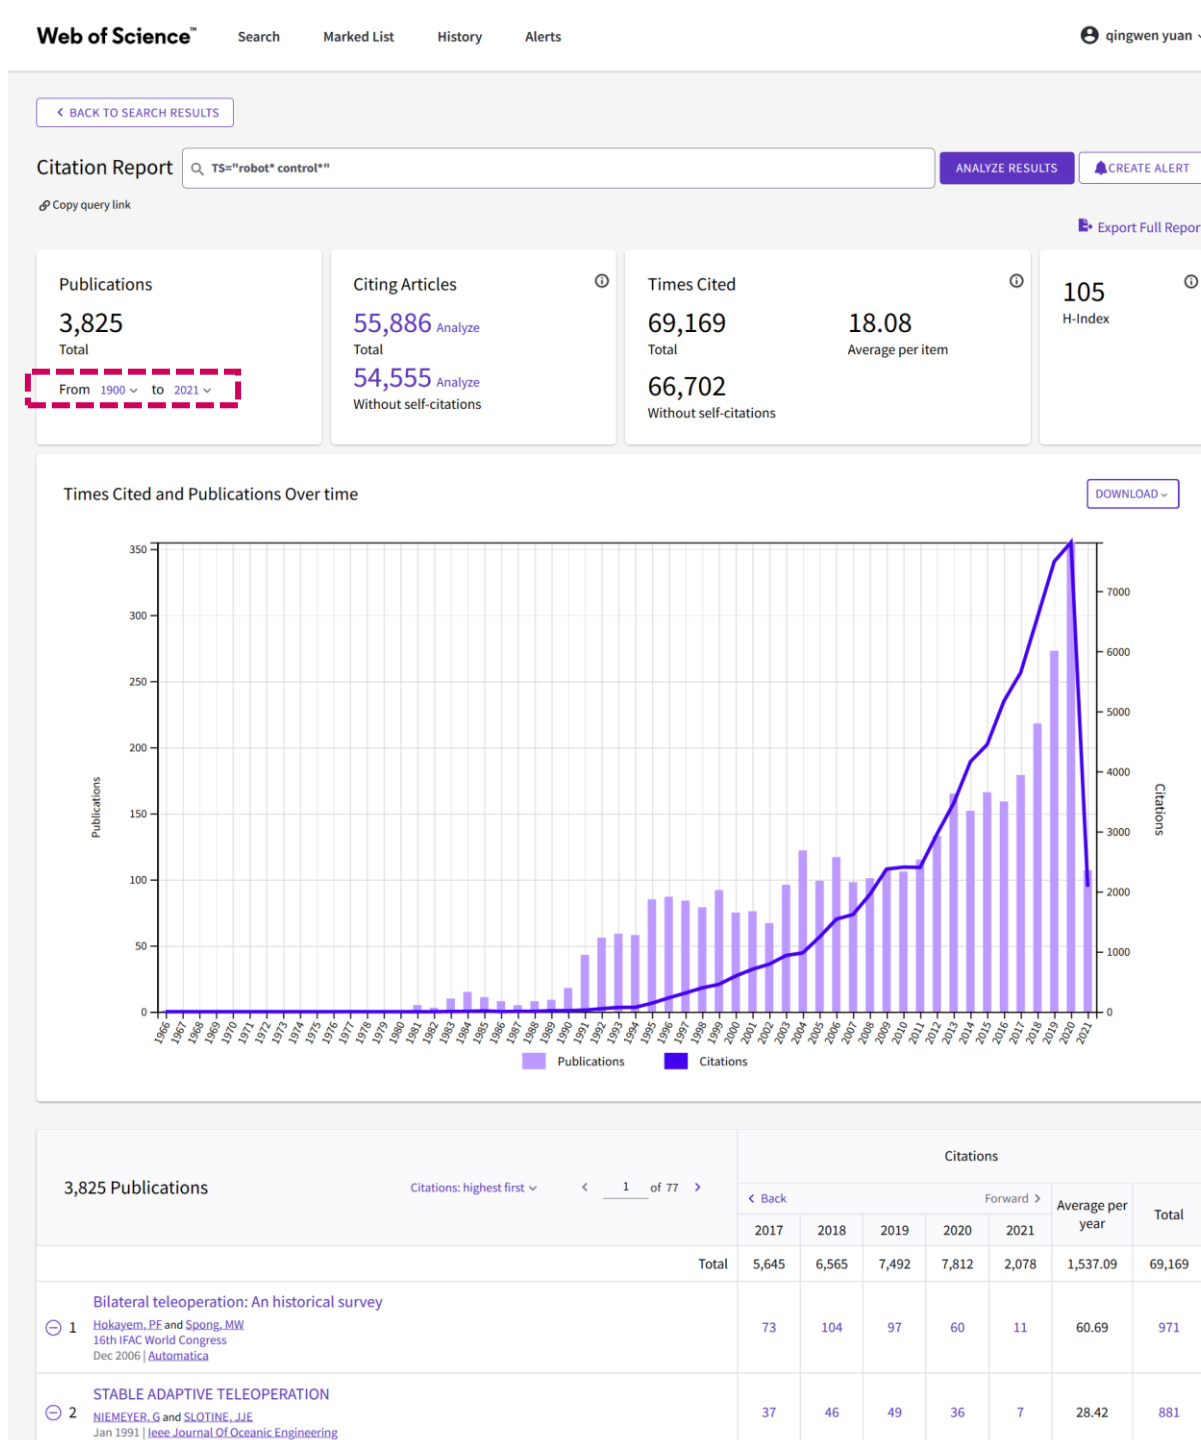 Web of Science™ Search Marked List History Alerts qingwen yuan
BACK TO SEARCH RESULTS
Citation Report TS="robot* control*" ANALYZE RESULTS CREATE ALERT
Copy query link
Export Full Repor
Publications
3,825
Total
From 1900 to 2021
Citing Articles
55,886 Analyze
Total
54,555 Analyze
Without self-citations
Times Cited
69,169
Total
18.08
Average per item
66,702
Without self-citations
105
H-Index
Times Cited and Publications Over time
DOWNLOAD
Publications
350
300
250
200
150
100
50
0
7000
6000
5000
4000
3000
2000
1000
0
Citations
1966 1967 1968 1969 1970 1971 1972 1973 1974 1975 1976 1977 1978 1979 1980 1981 1982 1983 1984 1985 1986 1987 1988 1989 1990 1991 1992 1993 1994 1995 1996 1997 1998 1999 2000 2001 2002 2003 2004 2005 2006 2007 2008 2009 2010 2011 2012 2013 2014 2015 2016 2017 2018 2019 2020 2021
Publications Citations
3,825 Publications Citations: highest first 1 of 77
Citations
Back Forward Average per year Total
2017 2018 2019 2020 2021
Total 5,645 6,565 7,492 7,812 2,078 1,537.09 69,169
1 Bilateral teleoperation: An historical survey
Hokayem, PF and Spong, MW
16th IFAC World Congress
Dec 2006 | Automatica
73 104 97 60 11 60.69 971
2 STABLE ADAPTIVE TELEOPERATION
NIEMEYER, G and SLOTINE, JJE
Jan 1991 | Ieee Journal Of Oceanic Engineering
37 46 49 36 7 28.42 881